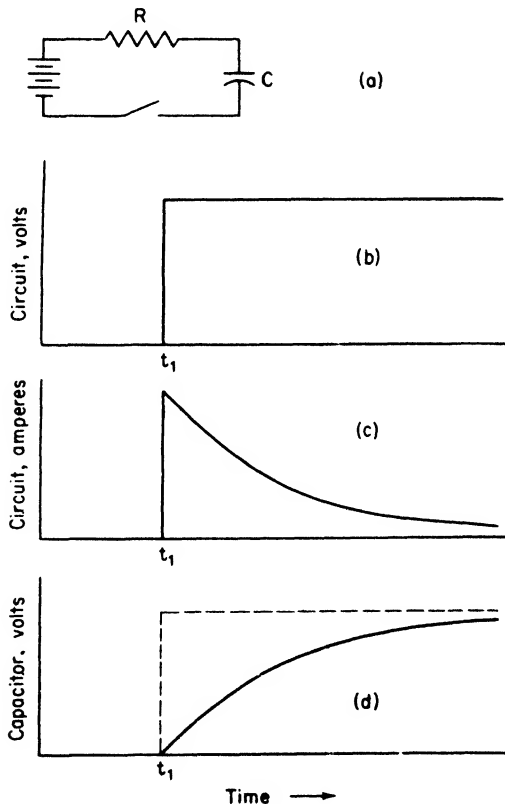 R
C
(a)
Circuit, volts
(b)
t1
Circuit, amperes
(c)
t1
Capacitor, volts
(d)
t1
Time